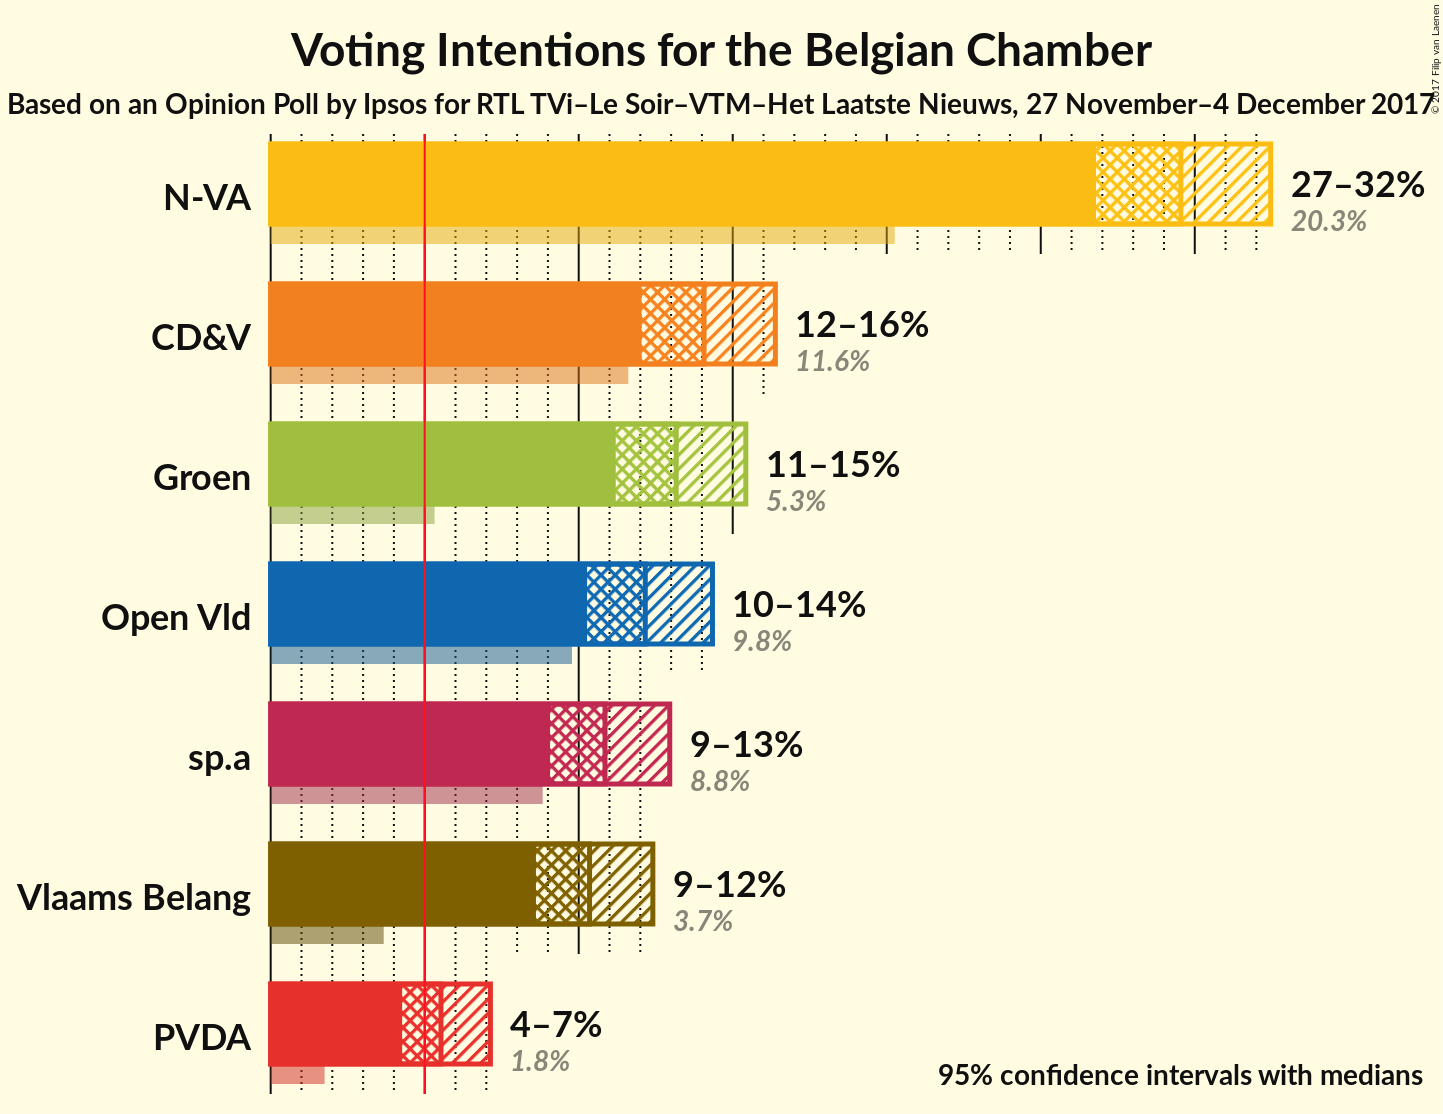 Voting Intentions for the Belgian Chamber
Based on an Opinion Poll by Ipsos for RTL TVi–Le Soir–VTM–Het Laatste Nieuws, 27 November–4 December 2017
© 2017 Filip van Laenen
N-VA
27–32%
20.3%
CD&V
12–16%
11.6%
Groen
11–15%
5.3%
Open Vld
10–14%
9.8%
sp.a
9–13%
8.8%
Vlaams Belang
9–12%
3.7%
PVDA
4–7%
1.8%
95% confidence intervals with medians